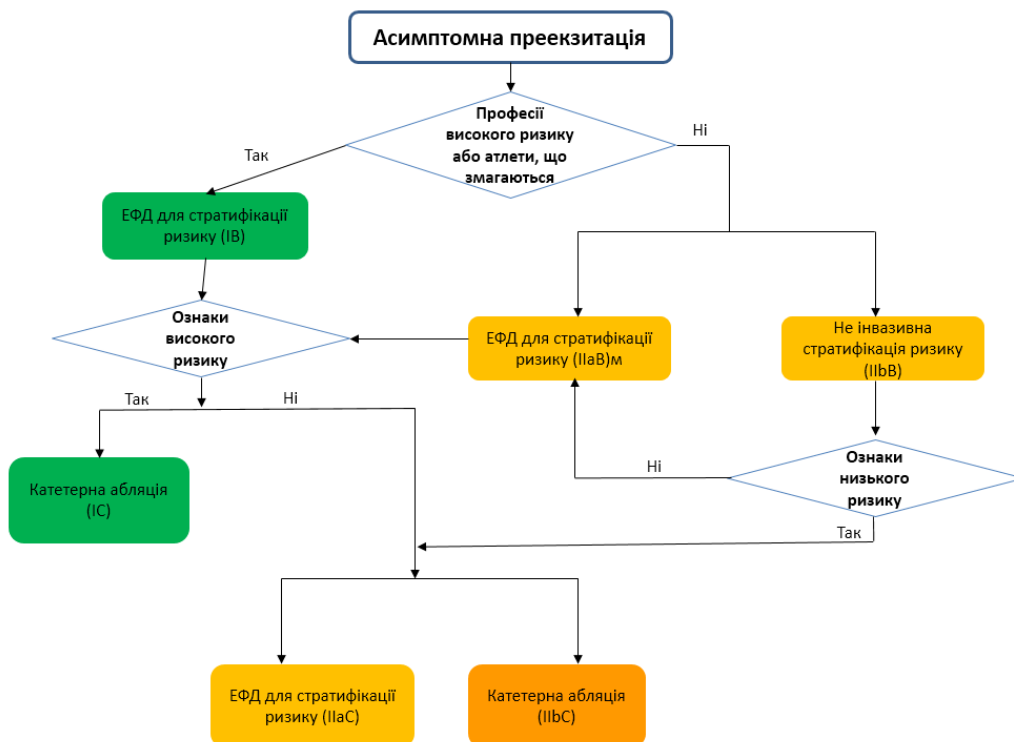 Асимптомна преекзитація
Професії
високого ризику
або атлети, що
змагаються
Ні
Так
ЕФД для стратифікації
ризику (IB)
Ознаки
високого
ризику
ЕФД для стратифікації
ризику (IIaB)м
Не інвазивна
стратифікація ризику
(IIbB)
Так
Ні
Ні
Ознаки
низького
ризику
Катетерна абляція
(IC)
Так
ЕФД для стратифікації
ризику (IIaC)
Катетерна абляція
(IIbC)